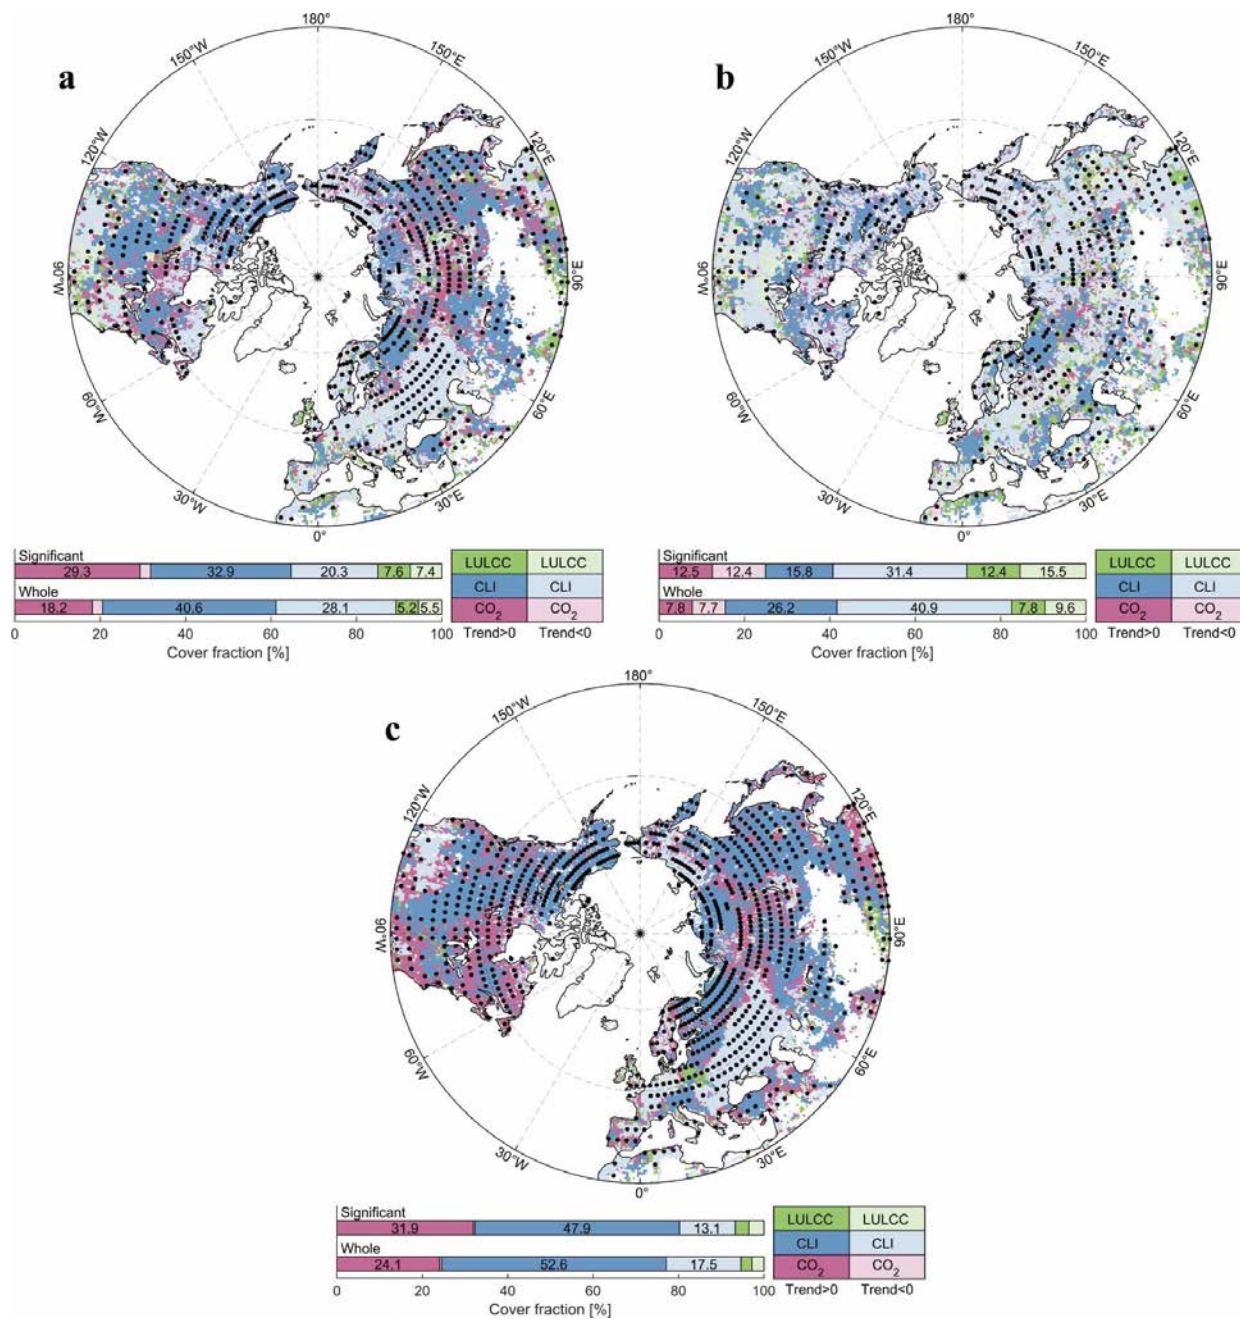 180°
a
150°W
150°E
120°W
120°E
90°W
90°E
60°W
60°E
30°W
30°E
0°
Significant
29.3 32.9 20.3 7.6 7.4
Whole
18.2 40.6 28.1 5.2 5.5
0 20 40 60 80 100
Cover fraction [%]
LULCC LULCC
CLI CLI
CO2 CO2
Trend>0 Trend<0
180°
b
150°W
150°E
120°W
120°E
90°W
90°E
60°W
60°E
30°W
30°E
0°
Significant
12.5 12.4 15.8 31.4 12.4 15.5
Whole
7.8 7.7 26.2 40.9 7.8 9.6
0 20 40 60 80 100
Cover fraction [%]
LULCC LULCC
CLI CLI
CO2 CO2
Trend>0 Trend<0
180°
c
150°W
150°E
120°W
120°E
90°W
90°E
60°W
60°E
30°W
30°E
0°
Significant
31.9 47.9 13.1
Whole
24.1 52.6 17.5
0 20 40 60 80 100
Cover fraction [%]
LULCC LULCC
CLI CLI
CO2 CO2
Trend>0 Trend<0